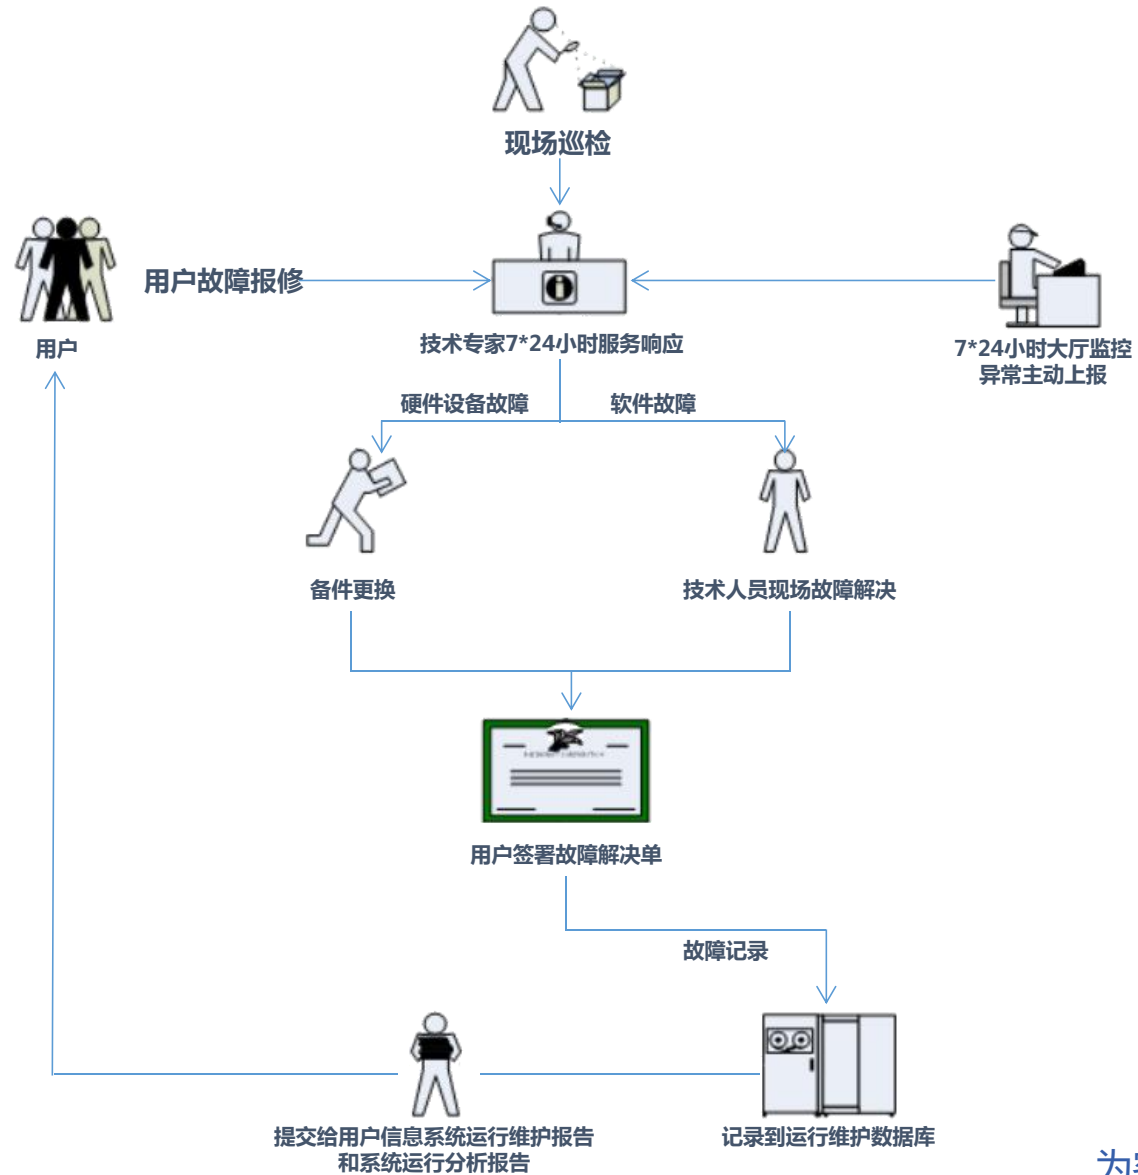 现场巡检
用户故障报修
用户
技术专家7*24小时服务响应
7*24小时大厅监控
异常主动上报
硬件设备故障
软件故障
备件更换
技术人员现场故障解决
用户签署故障解决单
故障记录
提交给用户信息系统运行维护报告
和系统运行分析报告
记录到运行维护数据库
为